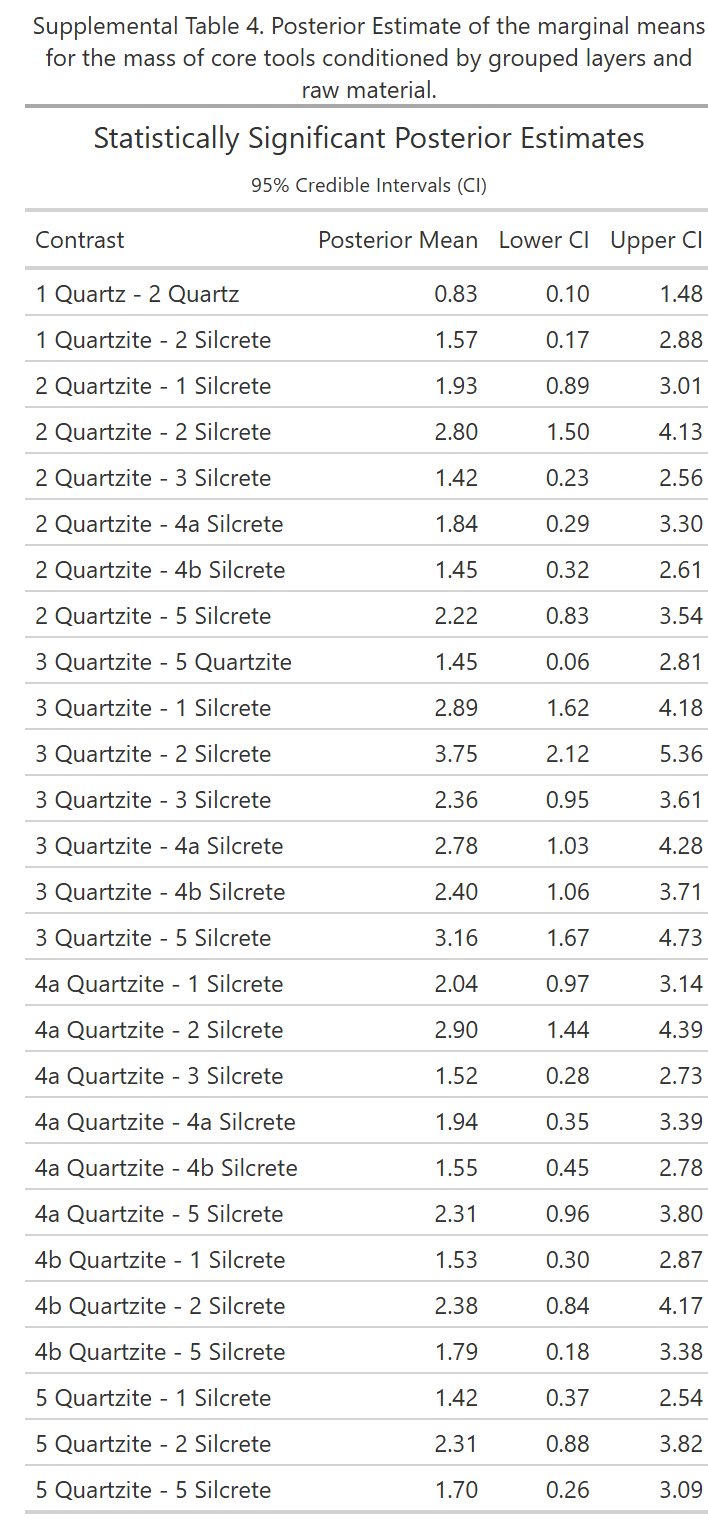 Supplemental Table 4. Posterior Estimate of the marginal means
for the mass of core tools conditioned by grouped layers and
raw material.
Statistically Significant Posterior Estimates
95% Credible Intervals (CI)
Contrast Posterior Mean Lower CI Upper CI
1 Quartz - 2 Quartz 0.83 0.10 1.48
1 Quartzite - 2 Silcrete 1.57 0.17 2.88
2 Quartzite - 1 Silcrete 1.93 0.89 3.01
2 Quartzite - 2 Silcrete 2.80 1.50 4.13
2 Quartzite - 3 Silcrete 1.42 0.23 2.56
2 Quartzite - 4a Silcrete 1.84 0.29 3.30
2 Quartzite - 4b Silcrete 1.45 0.32 2.61
2 Quartzite - 5 Silcrete 2.22 0.83 3.54
3 Quartzite - 5 Quartzite 1.45 0.06 2.81
3 Quartzite - 1 Silcrete 2.89 1.62 4.18
3 Quartzite - 2 Silcrete 3.75 2.12 5.36
3 Quartzite - 3 Silcrete 2.36 0.95 3.61
3 Quartzite - 4a Silcrete 2.78 1.03 4.28
3 Quartzite - 4b Silcrete 2.40 1.06 3.71
3 Quartzite - 5 Silcrete 3.16 1.67 4.73
4a Quartzite - 1 Silcrete 2.04 0.97 3.14
4a Quartzite - 2 Silcrete 2.90 1.44 4.39
4a Quartzite - 3 Silcrete 1.52 0.28 2.73
4a Quartzite - 4a Silcrete 1.94 0.35 3.39
4a Quartzite - 4b Silcrete 1.55 0.45 2.78
4a Quartzite - 5 Silcrete 2.31 0.96 3.80
4b Quartzite - 1 Silcrete 1.53 0.30 2.87
4b Quartzite - 2 Silcrete 2.38 0.84 4.17
4b Quartzite - 5 Silcrete 1.79 0.18 3.38
5 Quartzite - 1 Silcrete 1.42 0.37 2.54
5 Quartzite - 2 Silcrete 2.31 0.88 3.82
5 Quartzite - 5 Silcrete 1.70 0.26 3.09